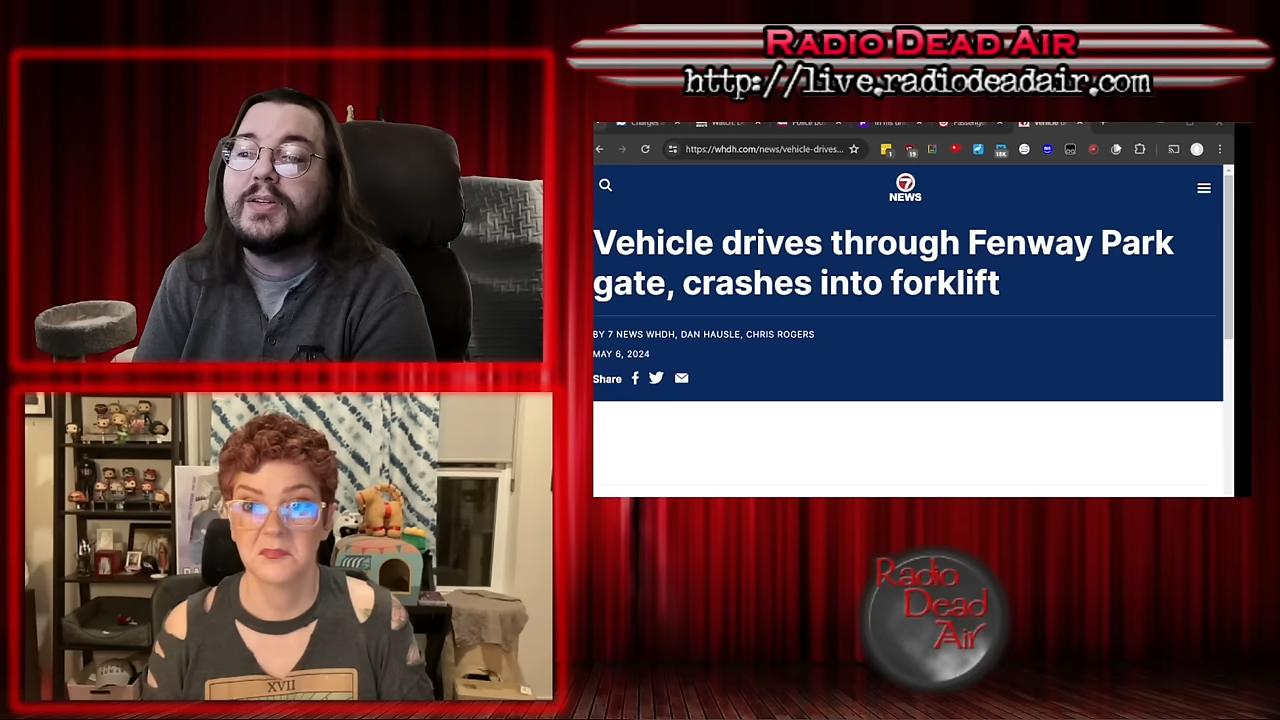 Radio Dead Air
http://live.radiodeadair.com
https://whdh.com/news/vehicle-drives...
7
NEWS
Vehicle drives through Fenway Park
gate, crashes into forklift
BY 7 NEWS WHDH, DAN HAUSLE, CHRIS ROGERS
MAY 6, 2024
Share
XVII
Radio
Dead
Air